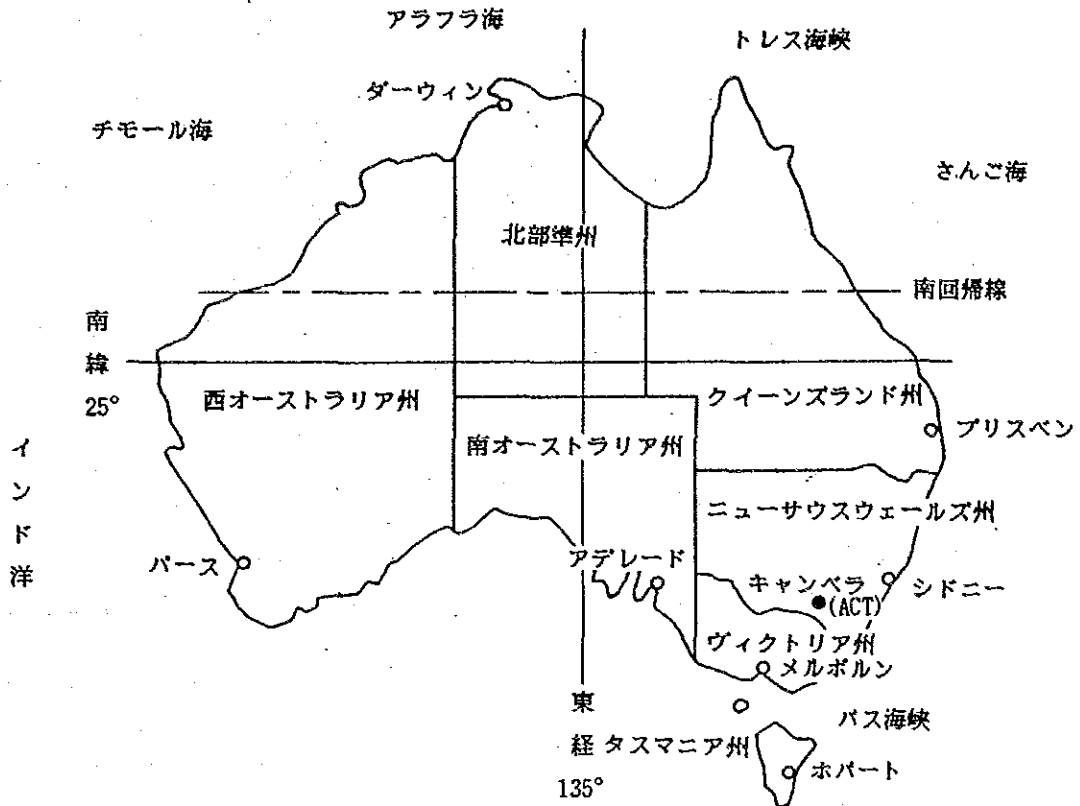 アラフラ海
トレス海峡
ダーウィン
チモール海
さんご海
北部準州
南回帰線
南緯25°
西オーストラリア州
クイーンズランド州
ブリスベン
南オーストラリア州
インド洋
ニューサウスウェールズ州
パース
アデレード
キャンベラ
(ACT)
シドニー
ヴィクトリア州
メルボルン
バス海峡
東経135°
タスマニア州
ホバート